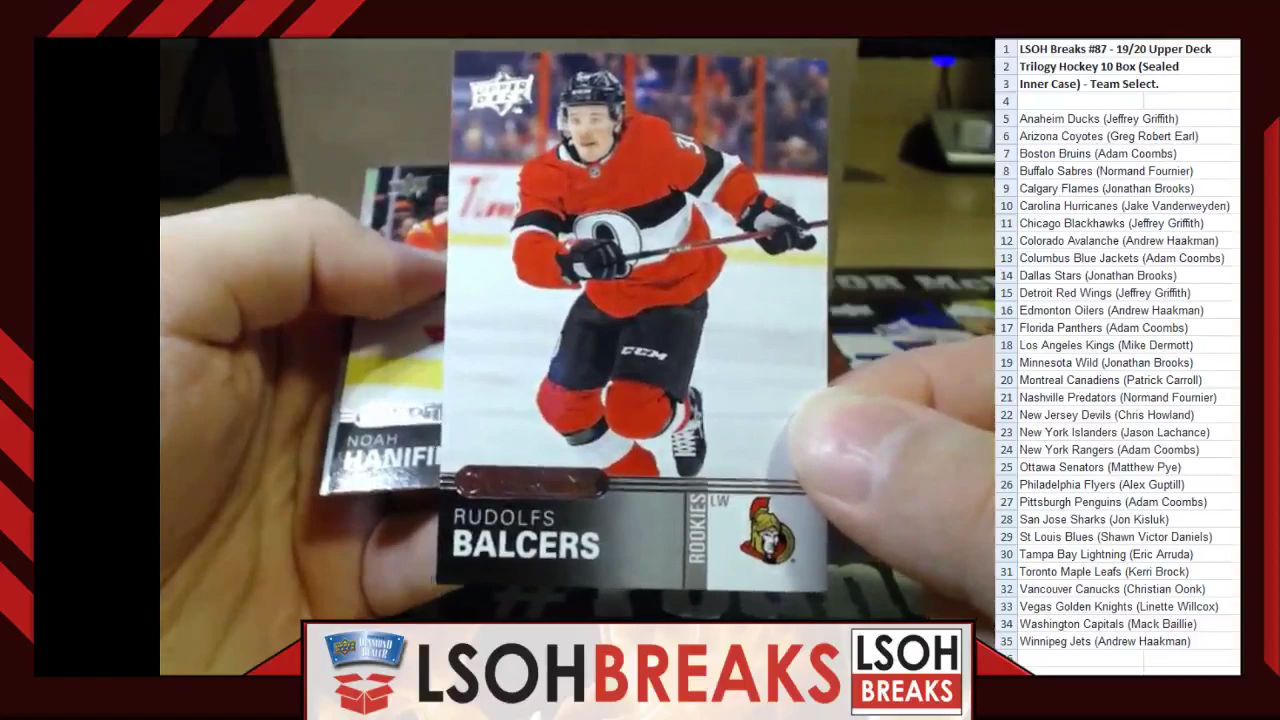 UPPER DECK
CCM
NOAH
HANIFI
RUDOLFS
BALCERS
ROOKIES
LW
1 LSOH Breaks #87 - 19/20 Upper Deck
2 Trilogy Hockey 10 Box (Sealed
3 Inner Case) - Team Select.
4
5 Anaheim Ducks (Jeffrey Griffith)
6 Arizona Coyotes (Greg Robert Earl)
7 Boston Bruins (Adam Coombs)
8 Buffalo Sabres (Normand Fournier)
9 Calgary Flames (Jonathan Brooks)
10 Carolina Hurricanes (Jake Vanderweyden)
11 Chicago Blackhawks (Jeffrey Griffith)
12 Colorado Avalanche (Andrew Haakman)
13 Columbus Blue Jackets (Adam Coombs)
14 Dallas Stars (Jonathan Brooks)
15 Detroit Red Wings (Jeffrey Griffith)
16 Edmonton Oilers (Andrew Haakman)
17 Florida Panthers (Adam Coombs)
18 Los Angeles Kings (Mike Dermott)
19 Minnesota Wild (Jonathan Brooks)
20 Montreal Canadiens (Patrick Carroll)
21 Nashville Predators (Normand Fournier)
22 New Jersey Devils (Chris Howland)
23 New York Islanders (Jason Lachance)
24 New York Rangers (Adam Coombs)
25 Ottawa Senators (Matthew Pye)
26 Philadelphia Flyers (Alex Guptill)
27 Pittsburgh Penguins (Adam Coombs)
28 San Jose Sharks (Jon Kisluk)
29 St Louis Blues (Shawn Victor Daniels)
30 Tampa Bay Lightning (Eric Arruda)
31 Toronto Maple Leafs (Kerri Brock)
32 Vancouver Canucks (Christian Oonk)
33 Vegas Golden Knights (Linette Willcox)
34 Washington Capitals (Mack Baillie)
35 Winnipeg Jets (Andrew Haakman)
DIAMOND
DEALER
LSOHBREAKS
LSOH
BREAKS